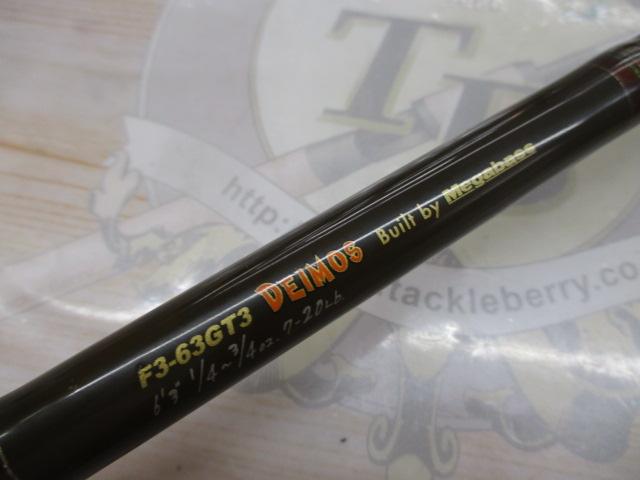 F3-63GT3 DEIMOS Built by Megabass
6'3" 1/4~3/4oz. 7-20Lb.
T
http:
tackleberry.co